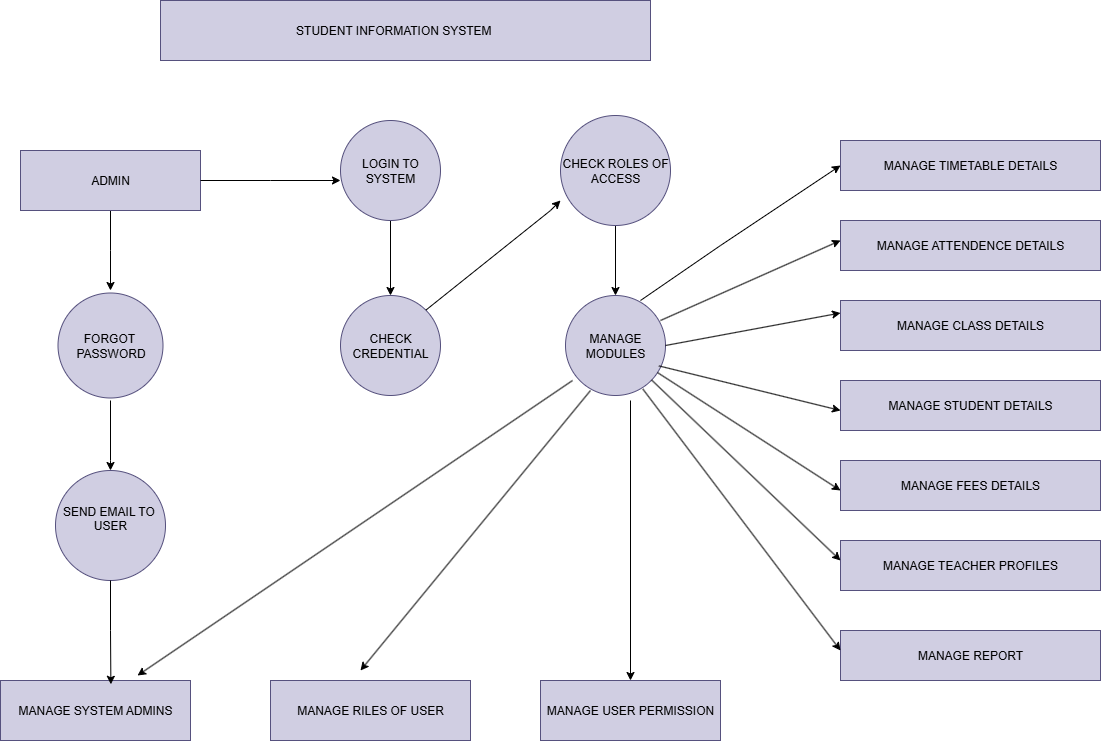 STUDENT INFORMATION SYSTEM
ADMIN
LOGIN TO
SYSTEM
CHECK ROLES OF
ACCESS
MANAGE TIMETABLE DETAILS
MANAGE ATTENDENCE DETAILS
FORGOT
PASSWORD
CHECK
CREDENTIAL
MANAGE
MODULES
MANAGE CLASS DETAILS
MANAGE STUDENT DETAILS
MANAGE FEES DETAILS
SEND EMAIL TO
USER
MANAGE TEACHER PROFILES
MANAGE REPORT
MANAGE SYSTEM ADMINS
MANAGE RILES OF USER
MANAGE USER PERMISSION